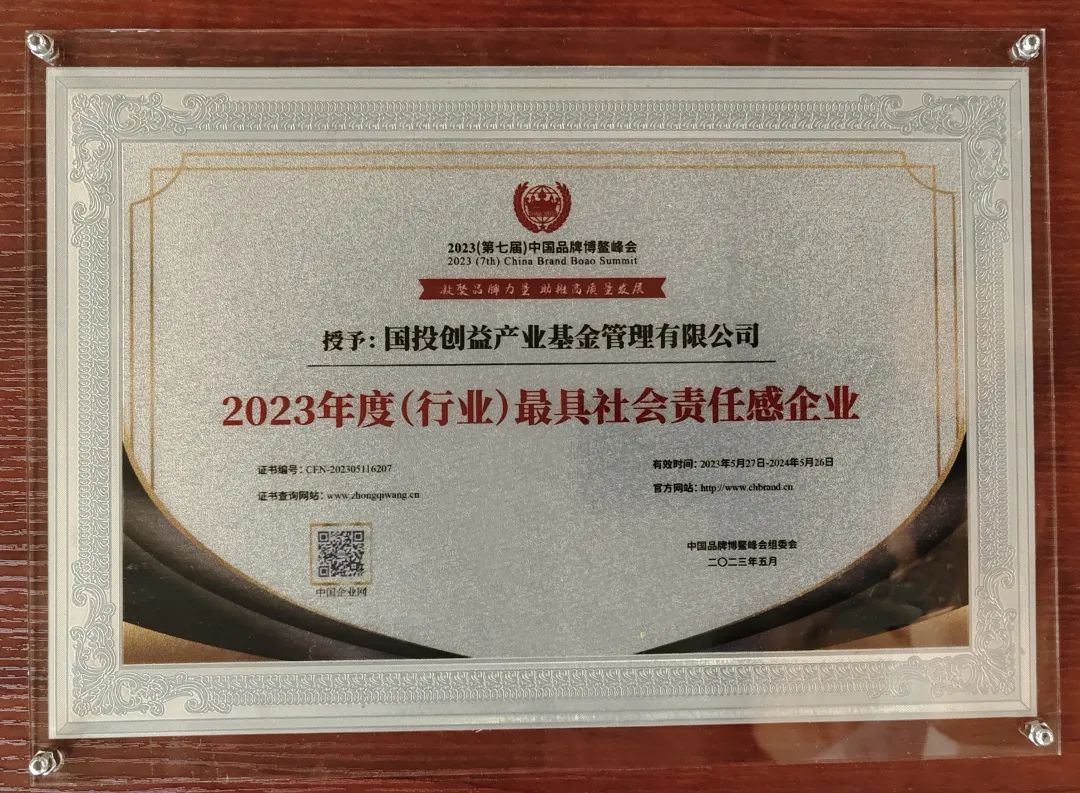 2023(第七届)中国品牌博鳌峰会
2023 (7th) China Brand Boao Summit
凝聚品牌力量 助推高质量发展
授予：国投创益产业基金管理有限公司
2023年度（行业）最具社会责任感企业
证书编号：CEN-202305116207
证书查询网站：www.zhongqiwang.cn
有效时间：2023年5月27日-2024年5月26日
官方网站：http://www.chbrand.cn
中国企业网
中国品牌博鳌峰会组委会
二〇二三年五月